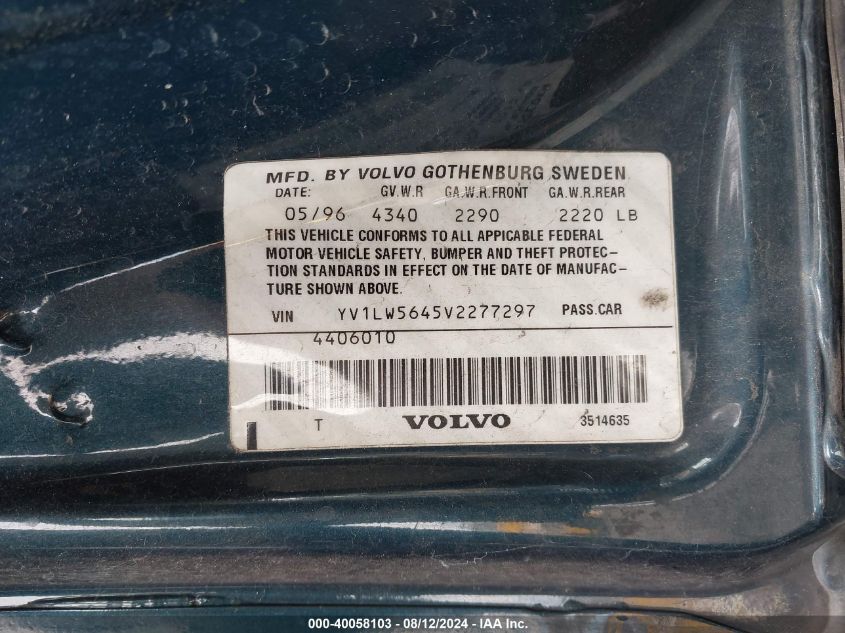 MFD. BY VOLVO GOTHENBURG SWEDEN
DATE: GV.W.R GA.W.R.FRONT GA.W.R.REAR
05/96 4340 2290 2220 LB
THIS VEHICLE CONFORMS TO ALL APPICABLE FEDERAL
MOTOR VEHICLE SAFETY, BUMPER AND THEFT PROTEC-
TION STANDARDS IN EFFECT ON THE DATE OF MANUFAC-
TURE SHOWN ABOVE.
VIN YV1LW5645V2277297 PASS.CAR
4406010
T VOLVO 3514635
000-40058103 - 08/12/2024 - IAA Inc.